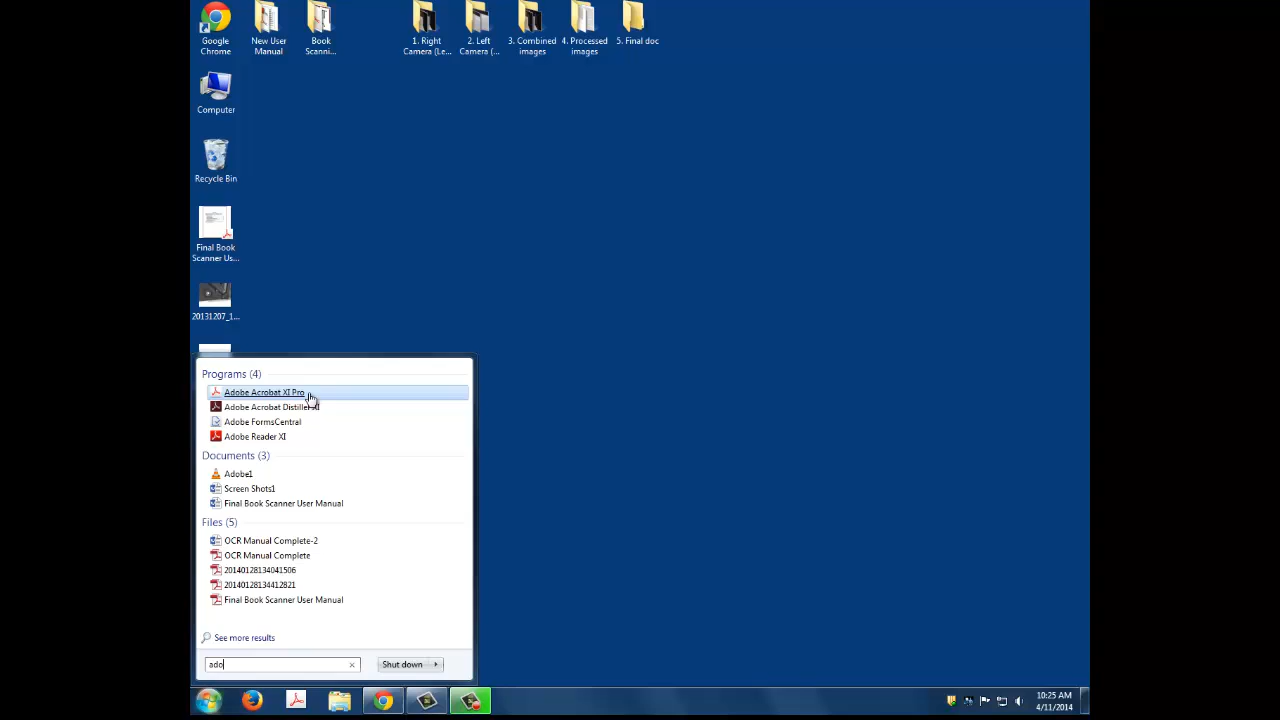 Google
Chrome
New User
Manual
Book
Scanni...
1. Right
Camera (Le...
2. Left
Camera (...
3. Combined
images
4. Processed
images
5. Final doc
Computer
Recycle Bin
Final Book
Scanner Us...
20131207_1...
Programs (4)
Adobe Acrobat XI Pro
Adobe Acrobat Distiller XI
Adobe FormsCentral
Adobe Reader XI
Documents (3)
Adobe1
Screen Shots1
Final Book Scanner User Manual
Files (5)
OCR Manual Complete-2
OCR Manual Complete
20140128134041506
20140128134412821
Final Book Scanner User Manual
See more results
ado
Shut down
10:25 AM
4/11/2014